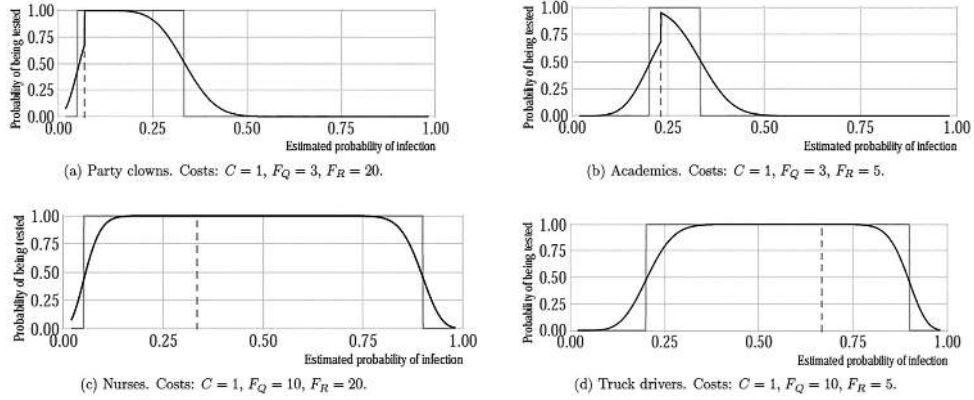 Probability of being tested
1.00
0.75
0.50
0.25
0.00
0.00 0.25 0.50 0.75 1.00
Estimated probability of infection
(a) Party clowns. Costs: C = 1, F_Q = 3, F_R = 20.
Probability of being tested
1.00
0.75
0.50
0.25
0.00
0.00 0.25 0.50 0.75 1.00
Estimated probability of infection
(b) Academics. Costs: C = 1, F_Q = 3, F_R = 5.
Probability of being tested
1.00
0.75
0.50
0.25
0.00
0.00 0.25 0.50 0.75 1.00
Estimated probability of infection
(c) Nurses. Costs: C = 1, F_Q = 10, F_R = 20.
Probability of being tested
1.00
0.75
0.50
0.25
0.00
0.00 0.25 0.50 0.75 1.00
Estimated probability of infection
(d) Truck drivers. Costs: C = 1, F_Q = 10, F_R = 5.